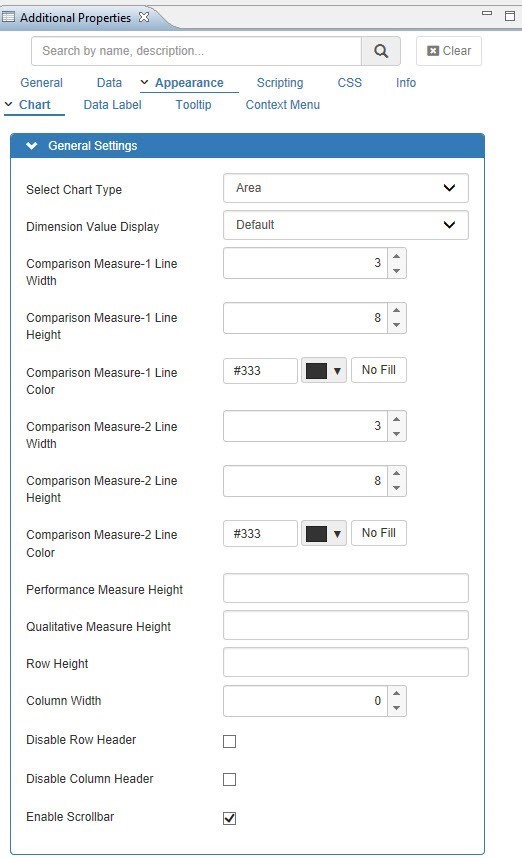 Additional Properties
Search by name, description...
Clear
General Data Appearance Scripting CSS Info
Chart Data Label Tooltip Context Menu
General Settings
Select Chart Type Area
Dimension Value Display Default
Comparison Measure-1 Line 3
Width
Comparison Measure-1 Line 8
Height
Comparison Measure-1 Line #333 No Fill
Color
Comparison Measure-2 Line 3
Width
Comparison Measure-2 Line 8
Height
Comparison Measure-2 Line #333 No Fill
Color
Performance Measure Height
Qualitative Measure Height
Row Height
Column Width 0
Disable Row Header
Disable Column Header
Enable Scrollbar